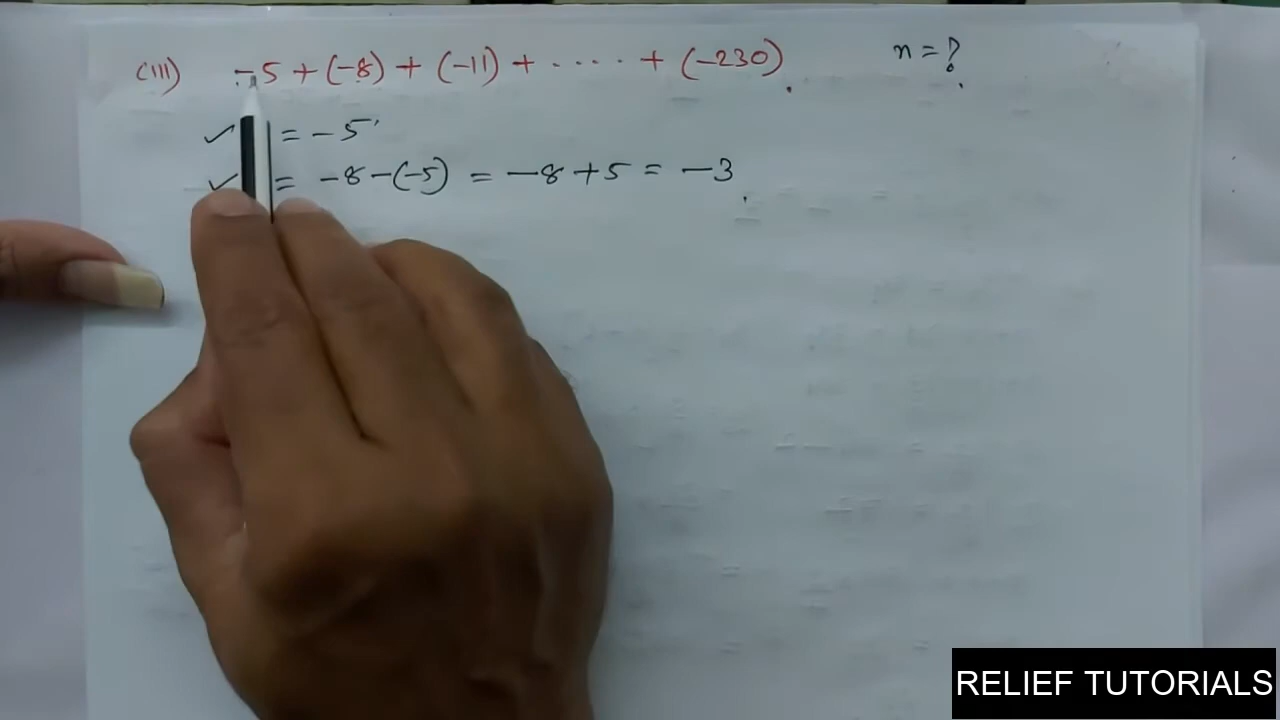 (III) -5 + (-8) + (-11) + ..... + (-230). n = ?
✓ = -5
✓ = -8-(-5) = -8+5 = -3
RELIEF TUTORIALS